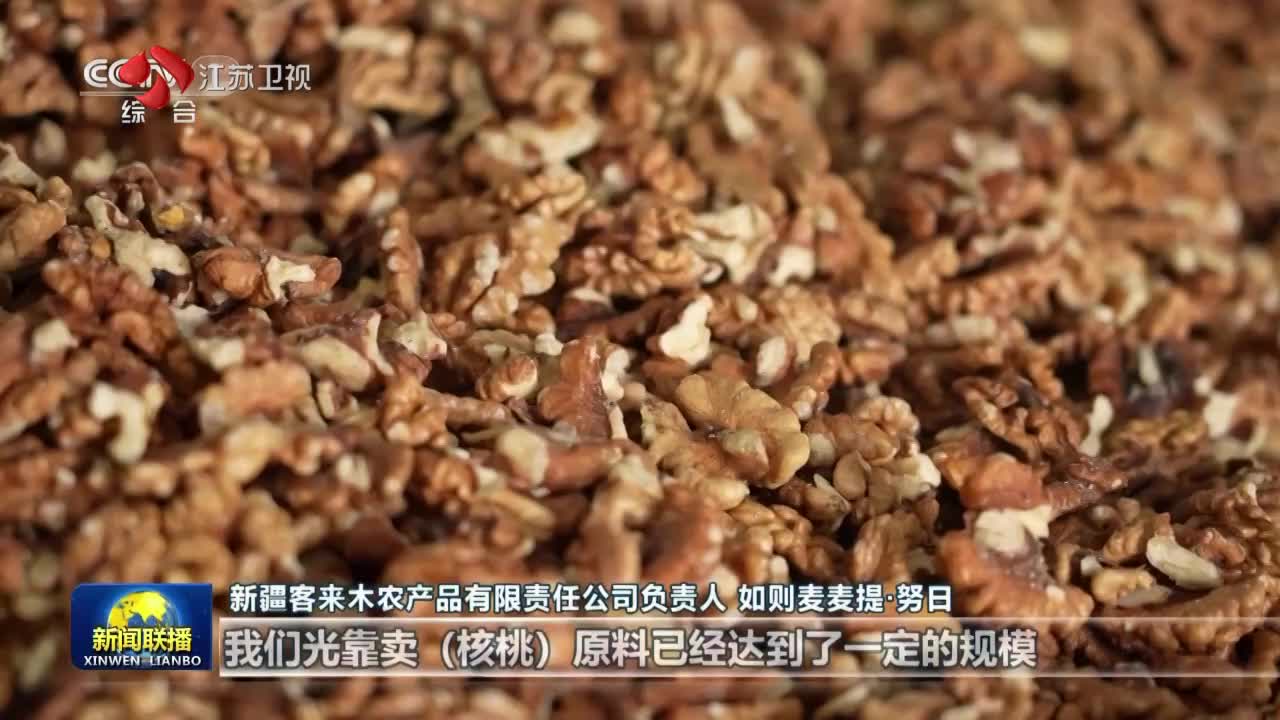 江苏卫视
综合
新疆客来木农产品有限责任公司负责人 如则麦麦提·努日
新闻联播
XINWEN LIANBO
我们光靠卖（核桃）原料已经达到了一定的规模